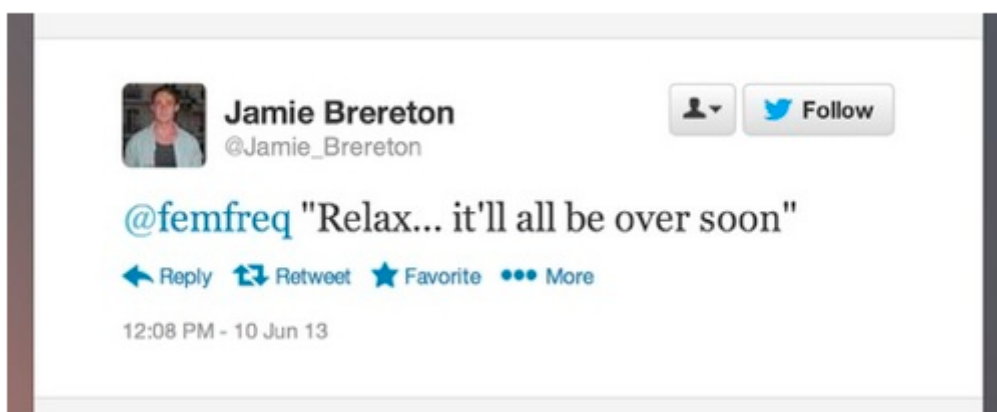 Jamie Brereton
@Jamie_Brereton
Follow
@femfreq "Relax... it'll all be over soon"
Reply Retweet Favorite More
12:08 PM - 10 Jun 13